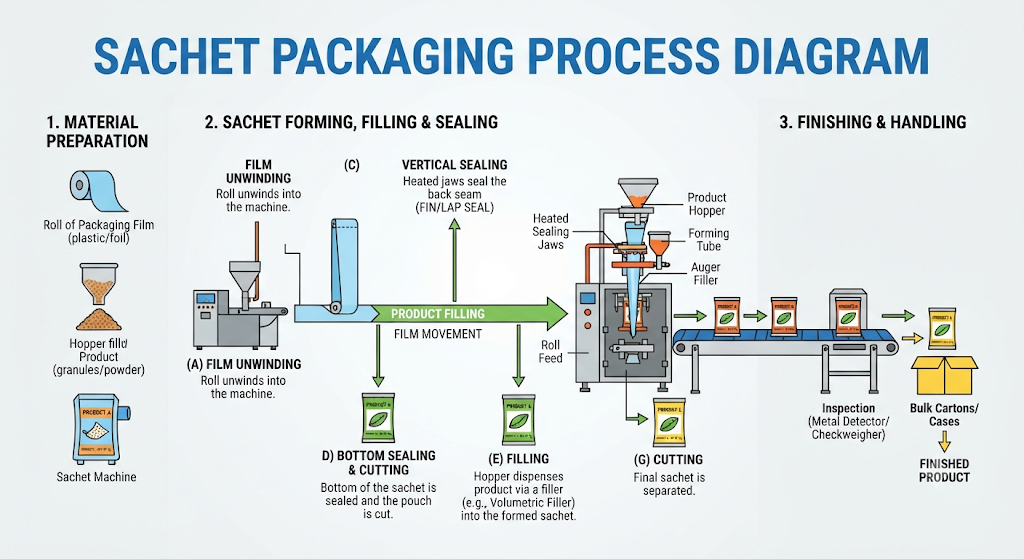 SACHET PACKAGING PROCESS DIAGRAM
1. MATERIAL
PREPARATION
Roll of Packaging Film
(plastic/foil)
Hopper filld
Product
(granules/powder)
PRODUCT A
Sachet Machine
2. SACHET FORMING, FILLING & SEALING
FILM
UNWINDING
Roll unwinds into
the machine.
(C)
VERTICAL SEALING
Heated jaws seal the
back seam
(FIN/LAP SEAL)
(A) FILM UNWINDING
Roll unwinds into
the machine.
PRODUCT FILLING
FILM MOVEMENT
D) BOTTOM SEALING
& CUTTING
Bottom of the sachet is
sealed and the pouch
is cut.
(E) FILLING
Hopper dispenses
product via a filler
(e.g., Volumetric Filler)
into the formed sachet.
Heated
Sealing
Jaws
Product
Hopper
Forming
Tube
Auger
Filler
Roll
Feed
(G) CUTTING
Final sachet is
separated.
3. FINISHING & HANDLING
Inspection
(Metal Detector/
Checkweigher)
Bulk Cartons/
Cases
FINISHED
PRODUCT